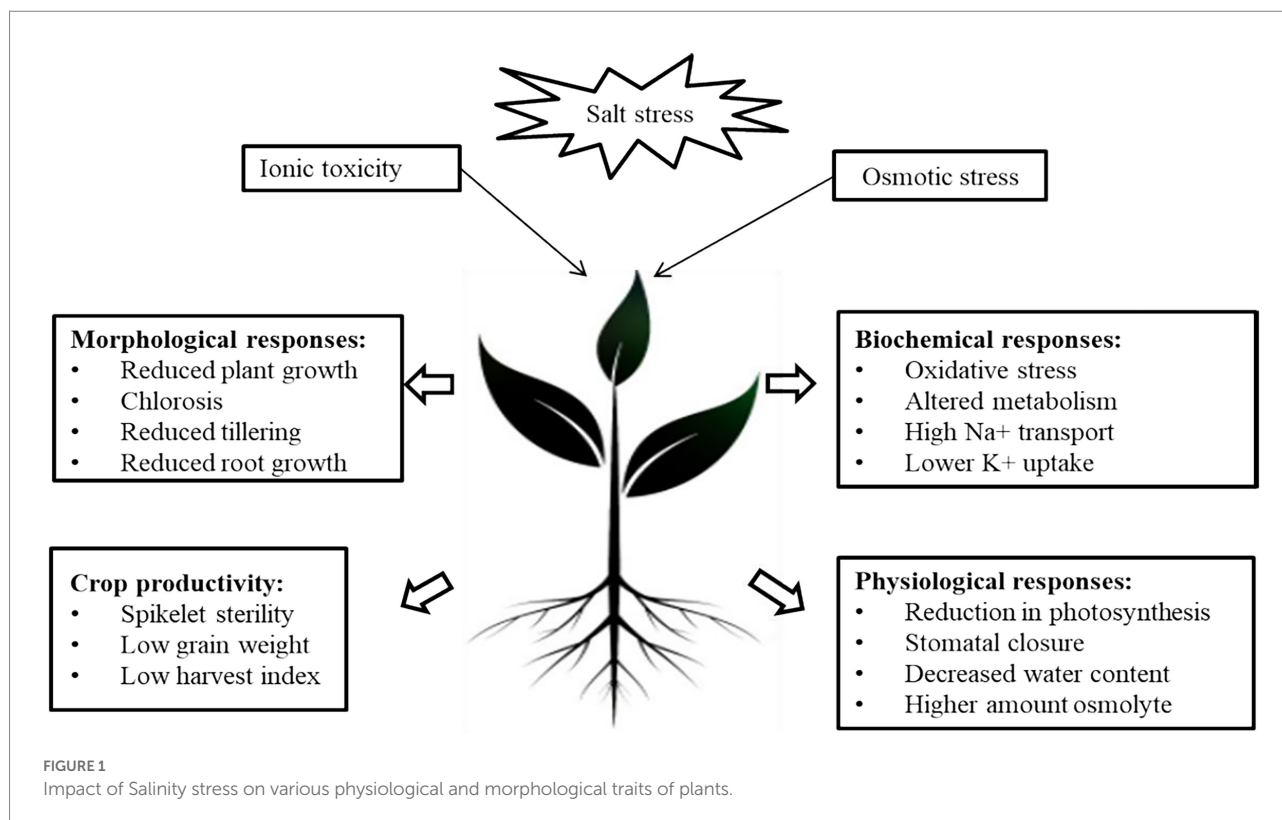 Salt stress
Ionic toxicity
Osmotic stress
Morphological responses:
• Reduced plant growth
• Chlorosis
• Reduced tillering
• Reduced root growth
Biochemical responses:
• Oxidative stress
• Altered metabolism
• High Na+ transport
• Lower K+ uptake
Crop productivity:
• Spikelet sterility
• Low grain weight
• Low harvest index
Physiological responses:
• Reduction in photosynthesis
• Stomatal closure
• Decreased water content
• Higher amount osmolyte
FIGURE 1
Impact of Salinity stress on various physiological and morphological traits of plants.